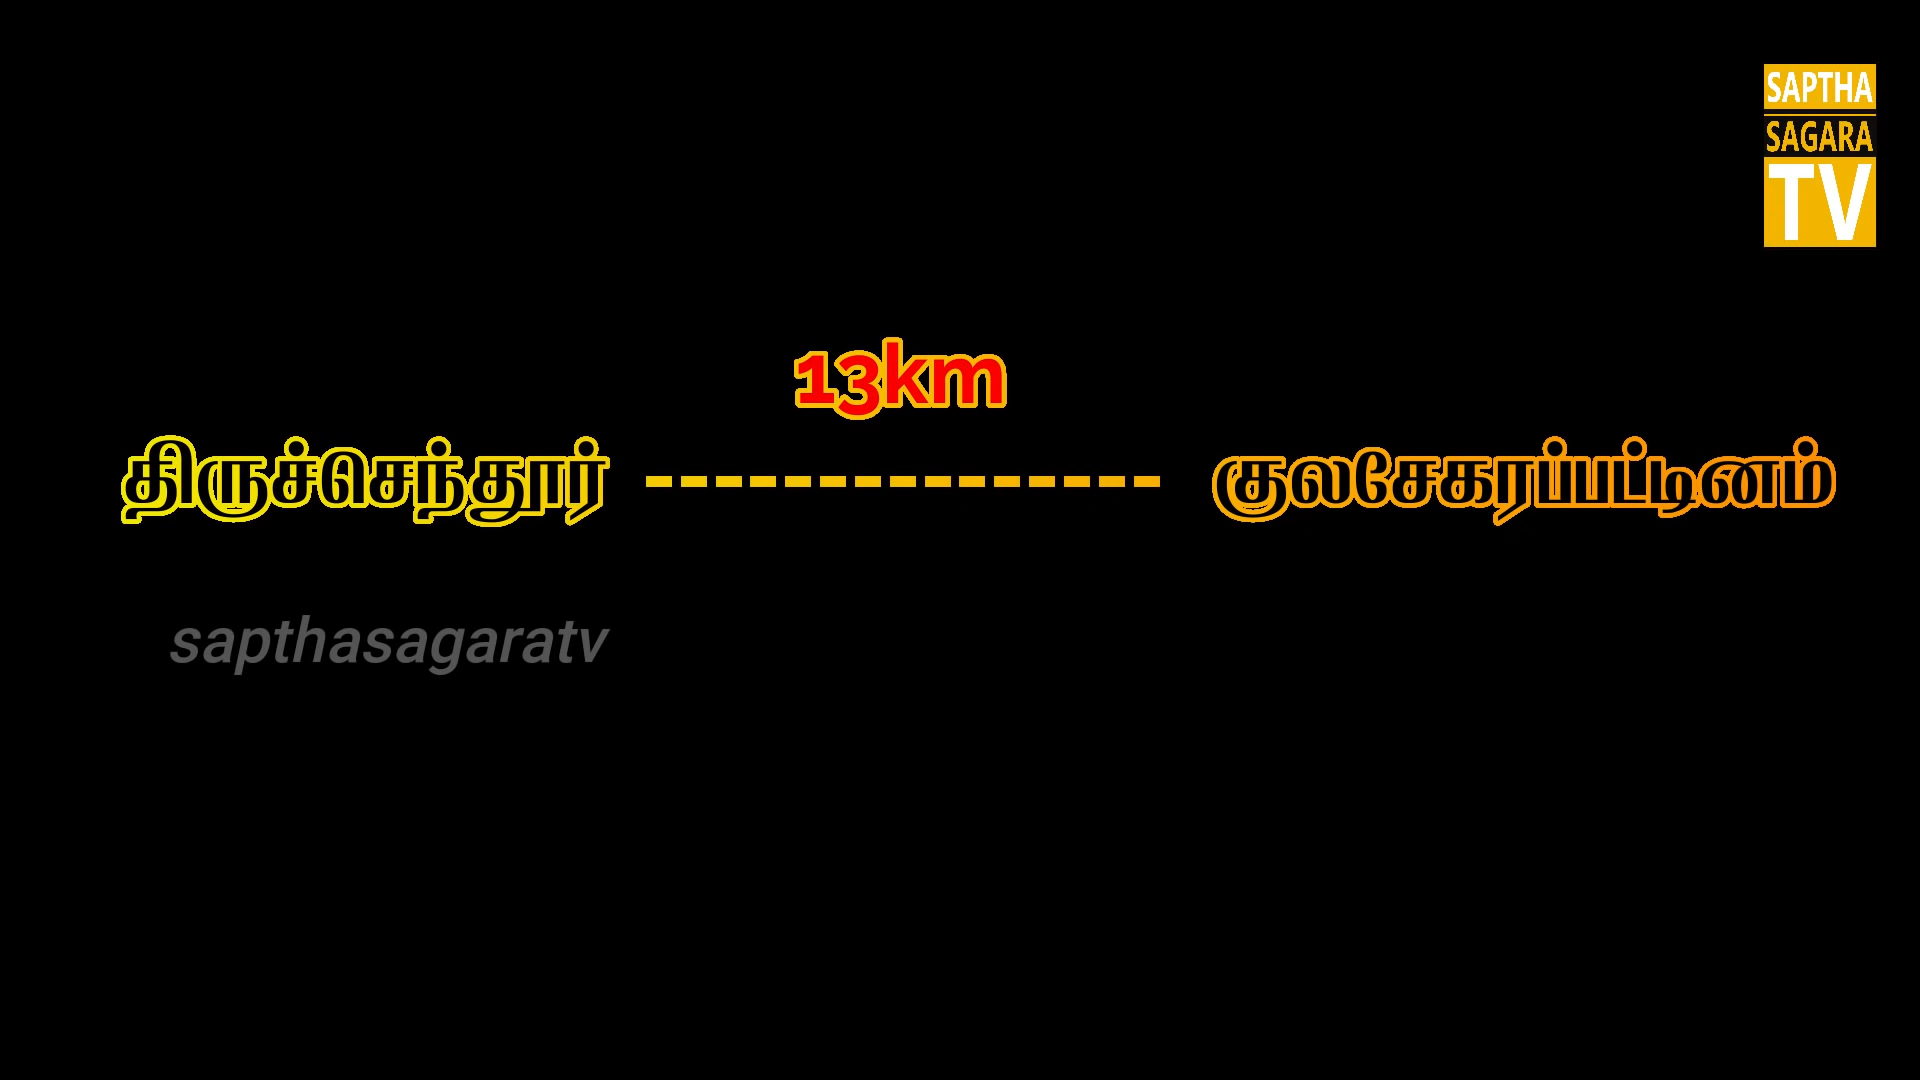 SAPTHA
SAGARA
TV
13km
திருச்செந்தூர் --------------- குலசேகரப்பட்டினம்
sapthasagaratv